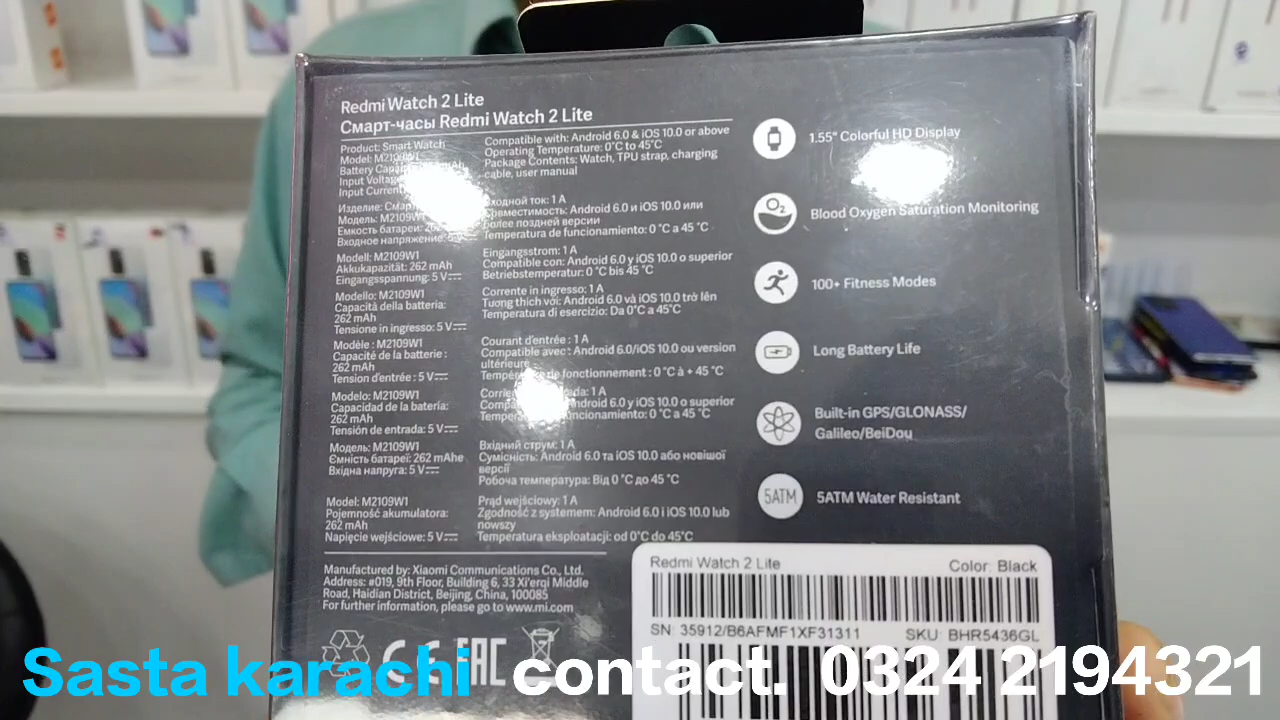 Redmi Watch 2 Lite
Смарт-часы Redmi Watch 2 Lite
Product: Smart Watch
Model: M2109W1
Battery
Input
Input
Изделие:
Модель: M2109W1
Емкость батареи:
Входное напряжение:
Modell: M2109W1
Akkukapazität: 262 mAh
Eingangsspannung: 5 V⎓
Modello: M2109W1
Capacità della batteria:
262 mAh
Tensione in ingresso: 5 V⎓
Modèle : M2109W1
Capacité de la batterie :
262 mAh
Tension d'entrée : 5 V⎓
Modelo: M2109W1
Capacidad de la batería:
262 mAh
Tensión de entrada: 5 V⎓
Модель: M2109W1
Ємність батареї: 262 mAhe
Вхідна напруга: 5 V⎓
Model: M2109W1
Pojemność akumulatora:
262 mAh
Napięcie wejściowe: 5 V⎓
Compatible with: Android 6.0 & iOS 10.0 or above
Operating Temperature: 0°C to 45°C
Package Contents: Watch, TPU strap, charging
cable, user manual
ток: 1 A
Android 6.0 и iOS 10.0 или
более поздней версии
Temperatura de funcionamiento: 0 °C a 45 °C
Eingangsstrom: 1 A
Compatible con: Android 6.0 y iOS 10.0 o superior
Betriebstemperatur: 0 °C bis 45 °C
Corrente in ingresso: 1 A
Tương thích với: Android 6.0 và iOS 10.0 trở lên
Temperatura di esercizio: Da 0°C a 45°C
Courant d'entrée : 1 A
Compatible avec : Android 6.0/iOS 10.0 ou version
ultérieure
de fonctionnement : 0 °C à + 45 °C
1 A
Android 6.0 y iOS 10.0 o superior
0 °C a 45 °C
Вхідний струм: 1 A
Сумісність: Android 6.0 та iOS 10.0 або новішої
версії
Робоча температура: Від 0 °C до 45 °C
Prąd wejściowy: 1 A
Zgodność z systemem: Android 6.0 i iOS 10.0 lub
nowszy
Temperatura eksploatacji: od 0°C do 45°C
1.55" Colorful HD Display
O₂
Blood Oxygen Saturation Monitoring
100+ Fitness Modes
Long Battery Life
Built-in GPS/GLONASS/
Galileo/BeiDou
5ATM
5ATM Water Resistant
Manufactured by: Xiaomi Communications Co., Ltd.
Address: #019, 9th Floor, Building 6, 33 Xi'erqi Middle
Road, Haidian District, Beijing, China, 100085
For further information, please go to www.mi.com
CE EAC
Redmi Watch 2 Lite Color: Black
SN: 35912/B6AFMF1XF31311 SKU: BHR5436GL
Sasta karachi contact. 0324 2194321